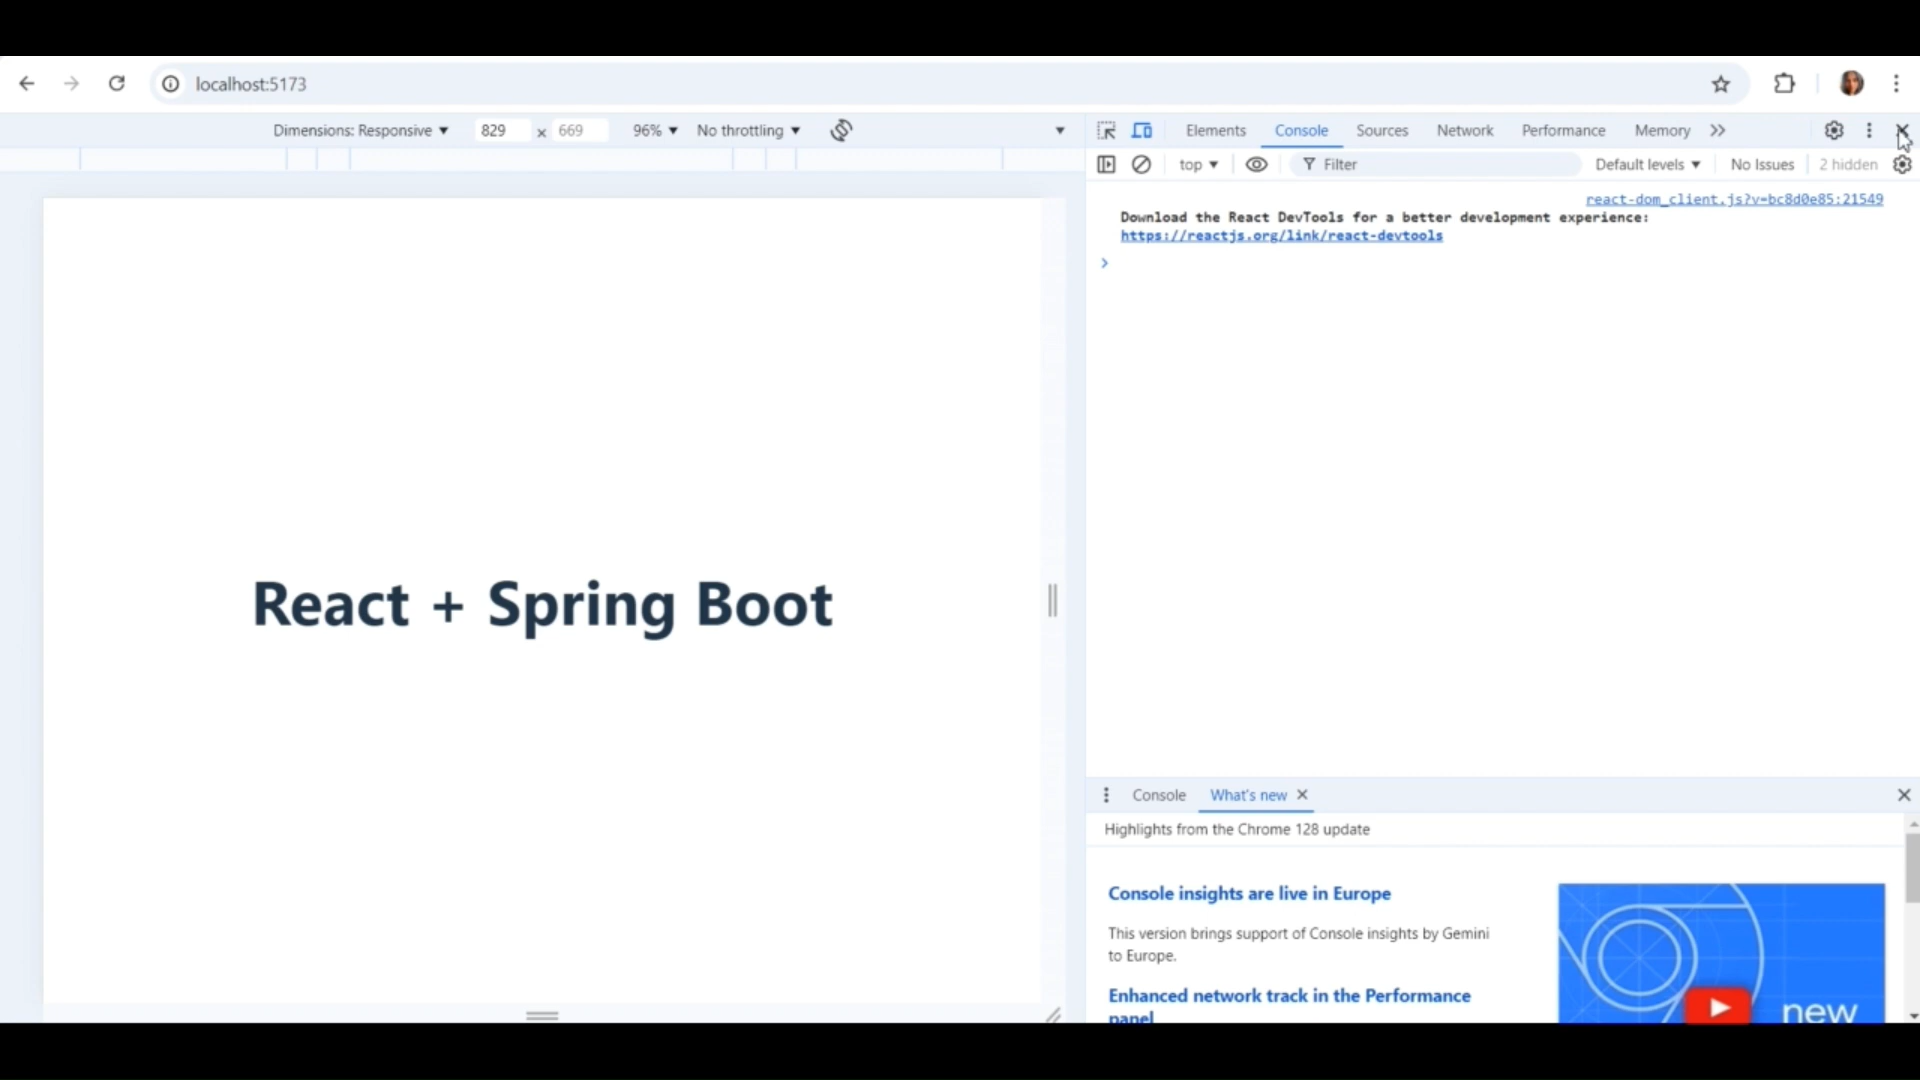 localhost:5173
Dimensions: Responsive 829 x 669 96% No throttling
Elements Console Sources Network Performance Memory
top Filter Default levels No Issues 2 hidden
react-dom_client.js?v=bc8d0e85:21549
Download the React DevTools for a better development experience:
https://reactjs.org/link/react-devtools
React + Spring Boot
Console What's new
Highlights from the Chrome 128 update
Console insights are live in Europe
This version brings support of Console insights by Gemini
to Europe.
Enhanced network track in the Performance
panel
new